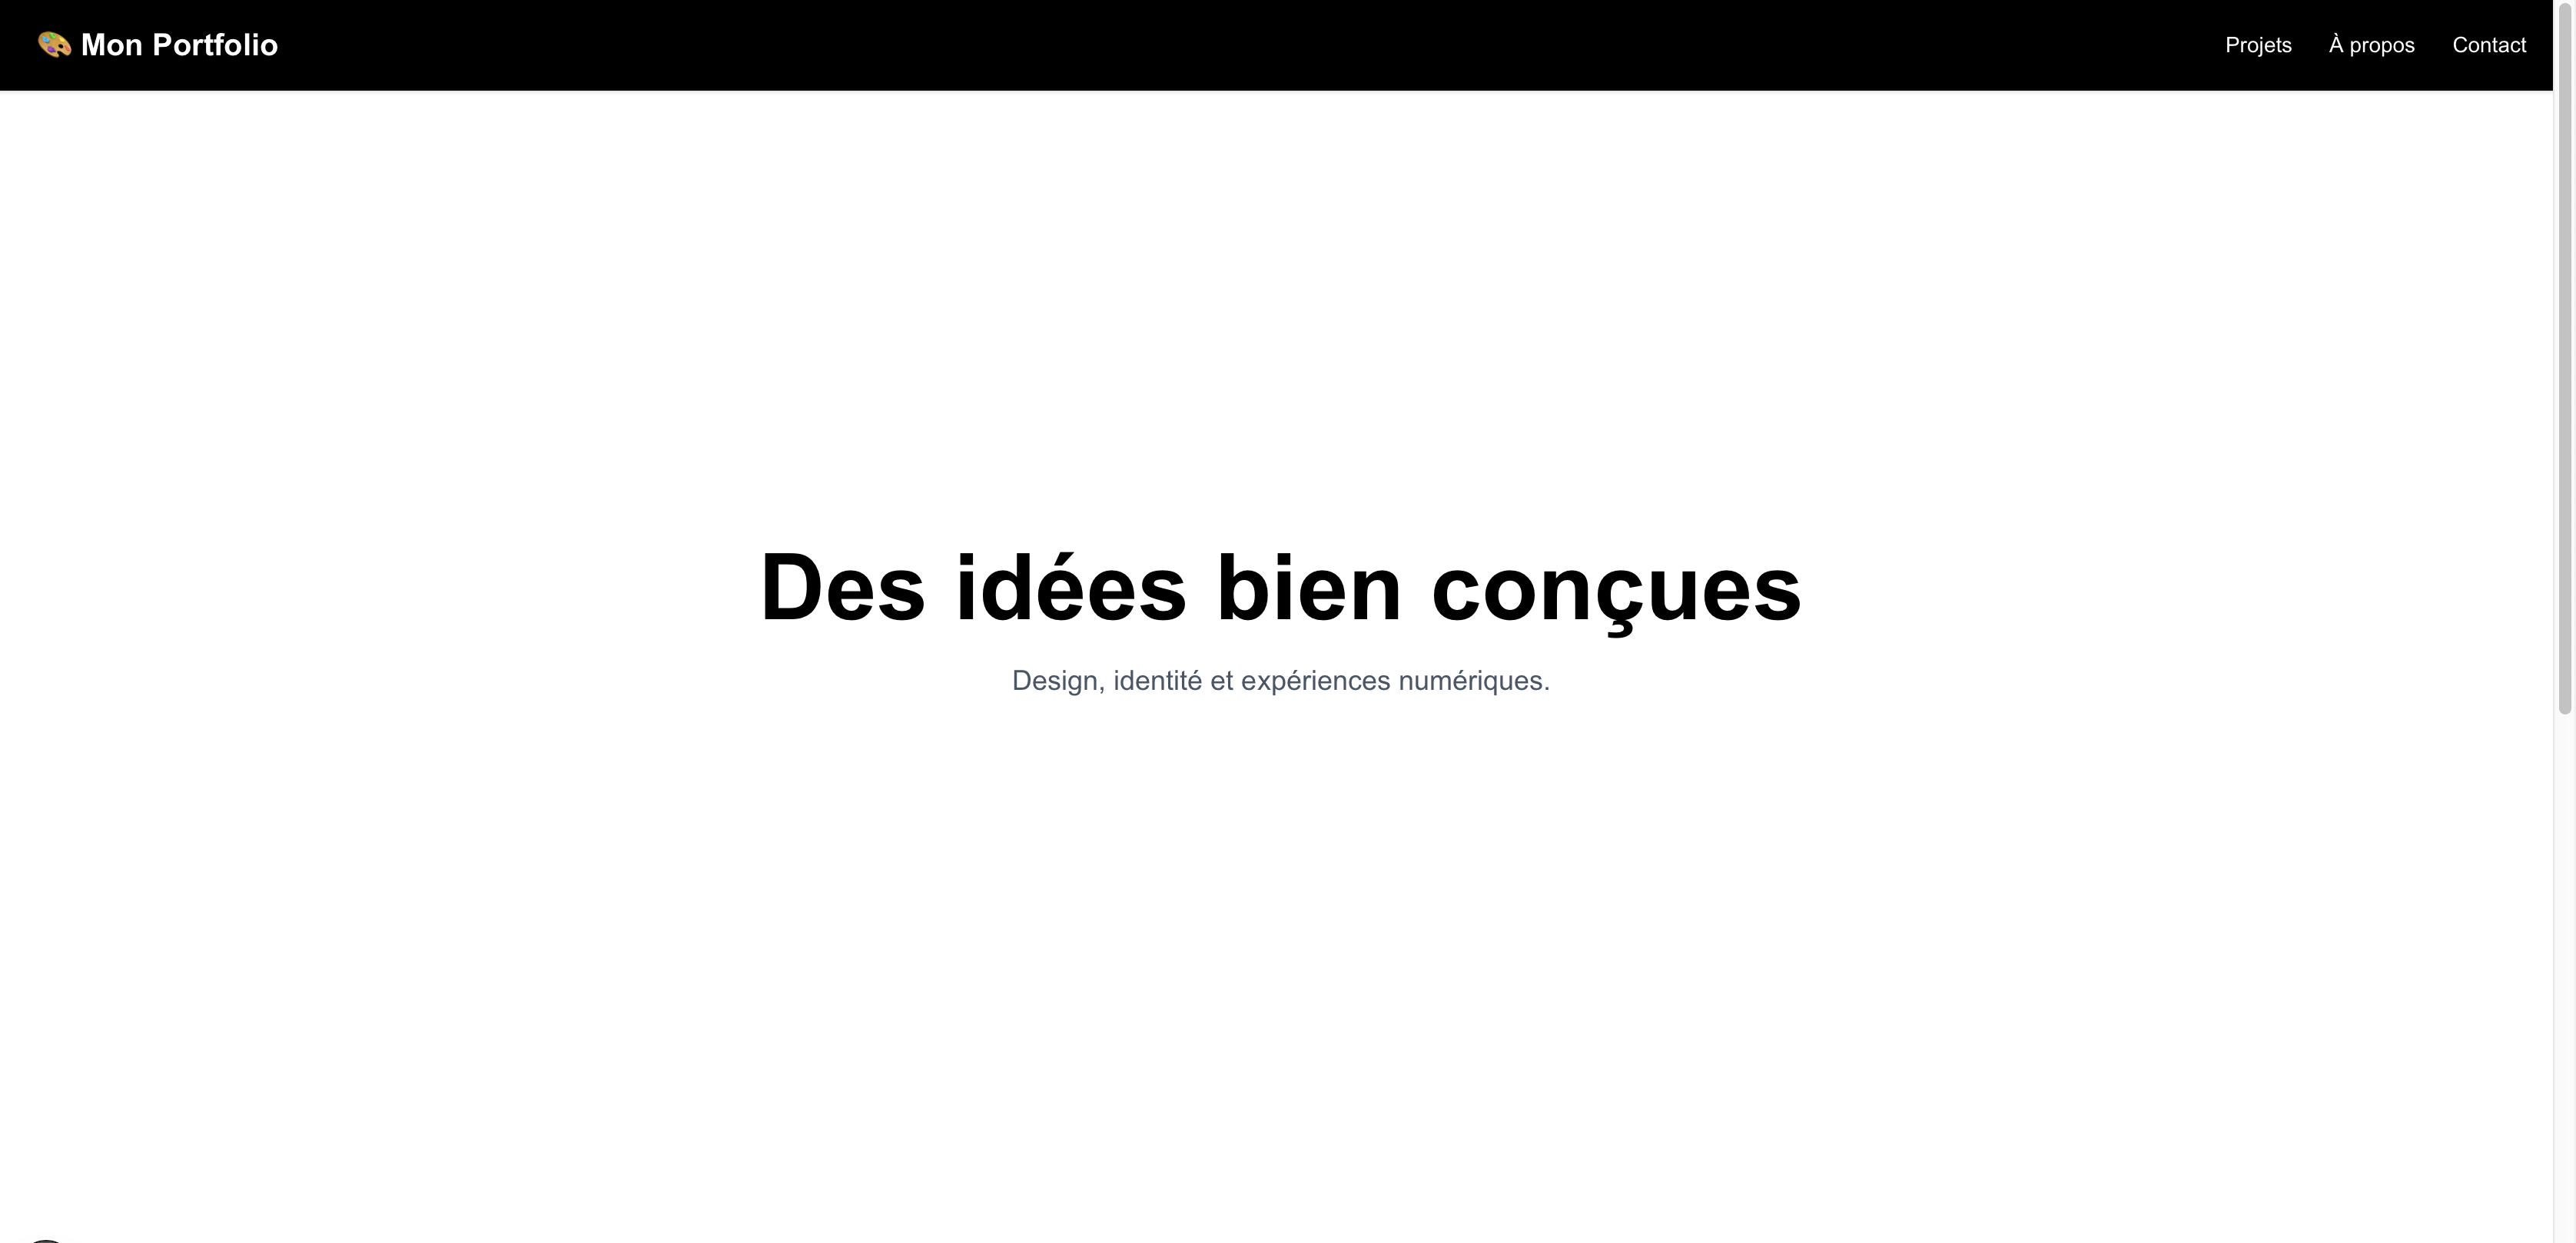 🎨 Mon Portfolio
Projets À propos Contact
Des idées bien conçues
Design, identité et expériences numériques.